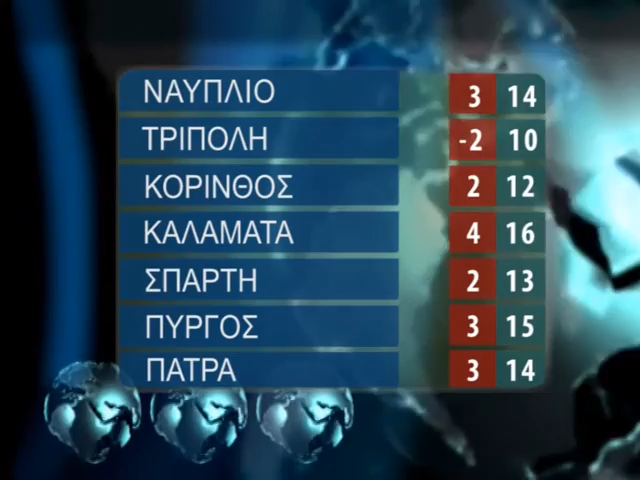 ΝΑΥΠΛΙΟ 3 14
ΤΡΙΠΟΛΗ -2 10
ΚΟΡΙΝΘΟΣ 2 12
ΚΑΛΑΜΑΤΑ 4 16
ΣΠΑΡΤΗ 2 13
ΠΥΡΓΟΣ 3 15
ΠΑΤΡΑ 3 14